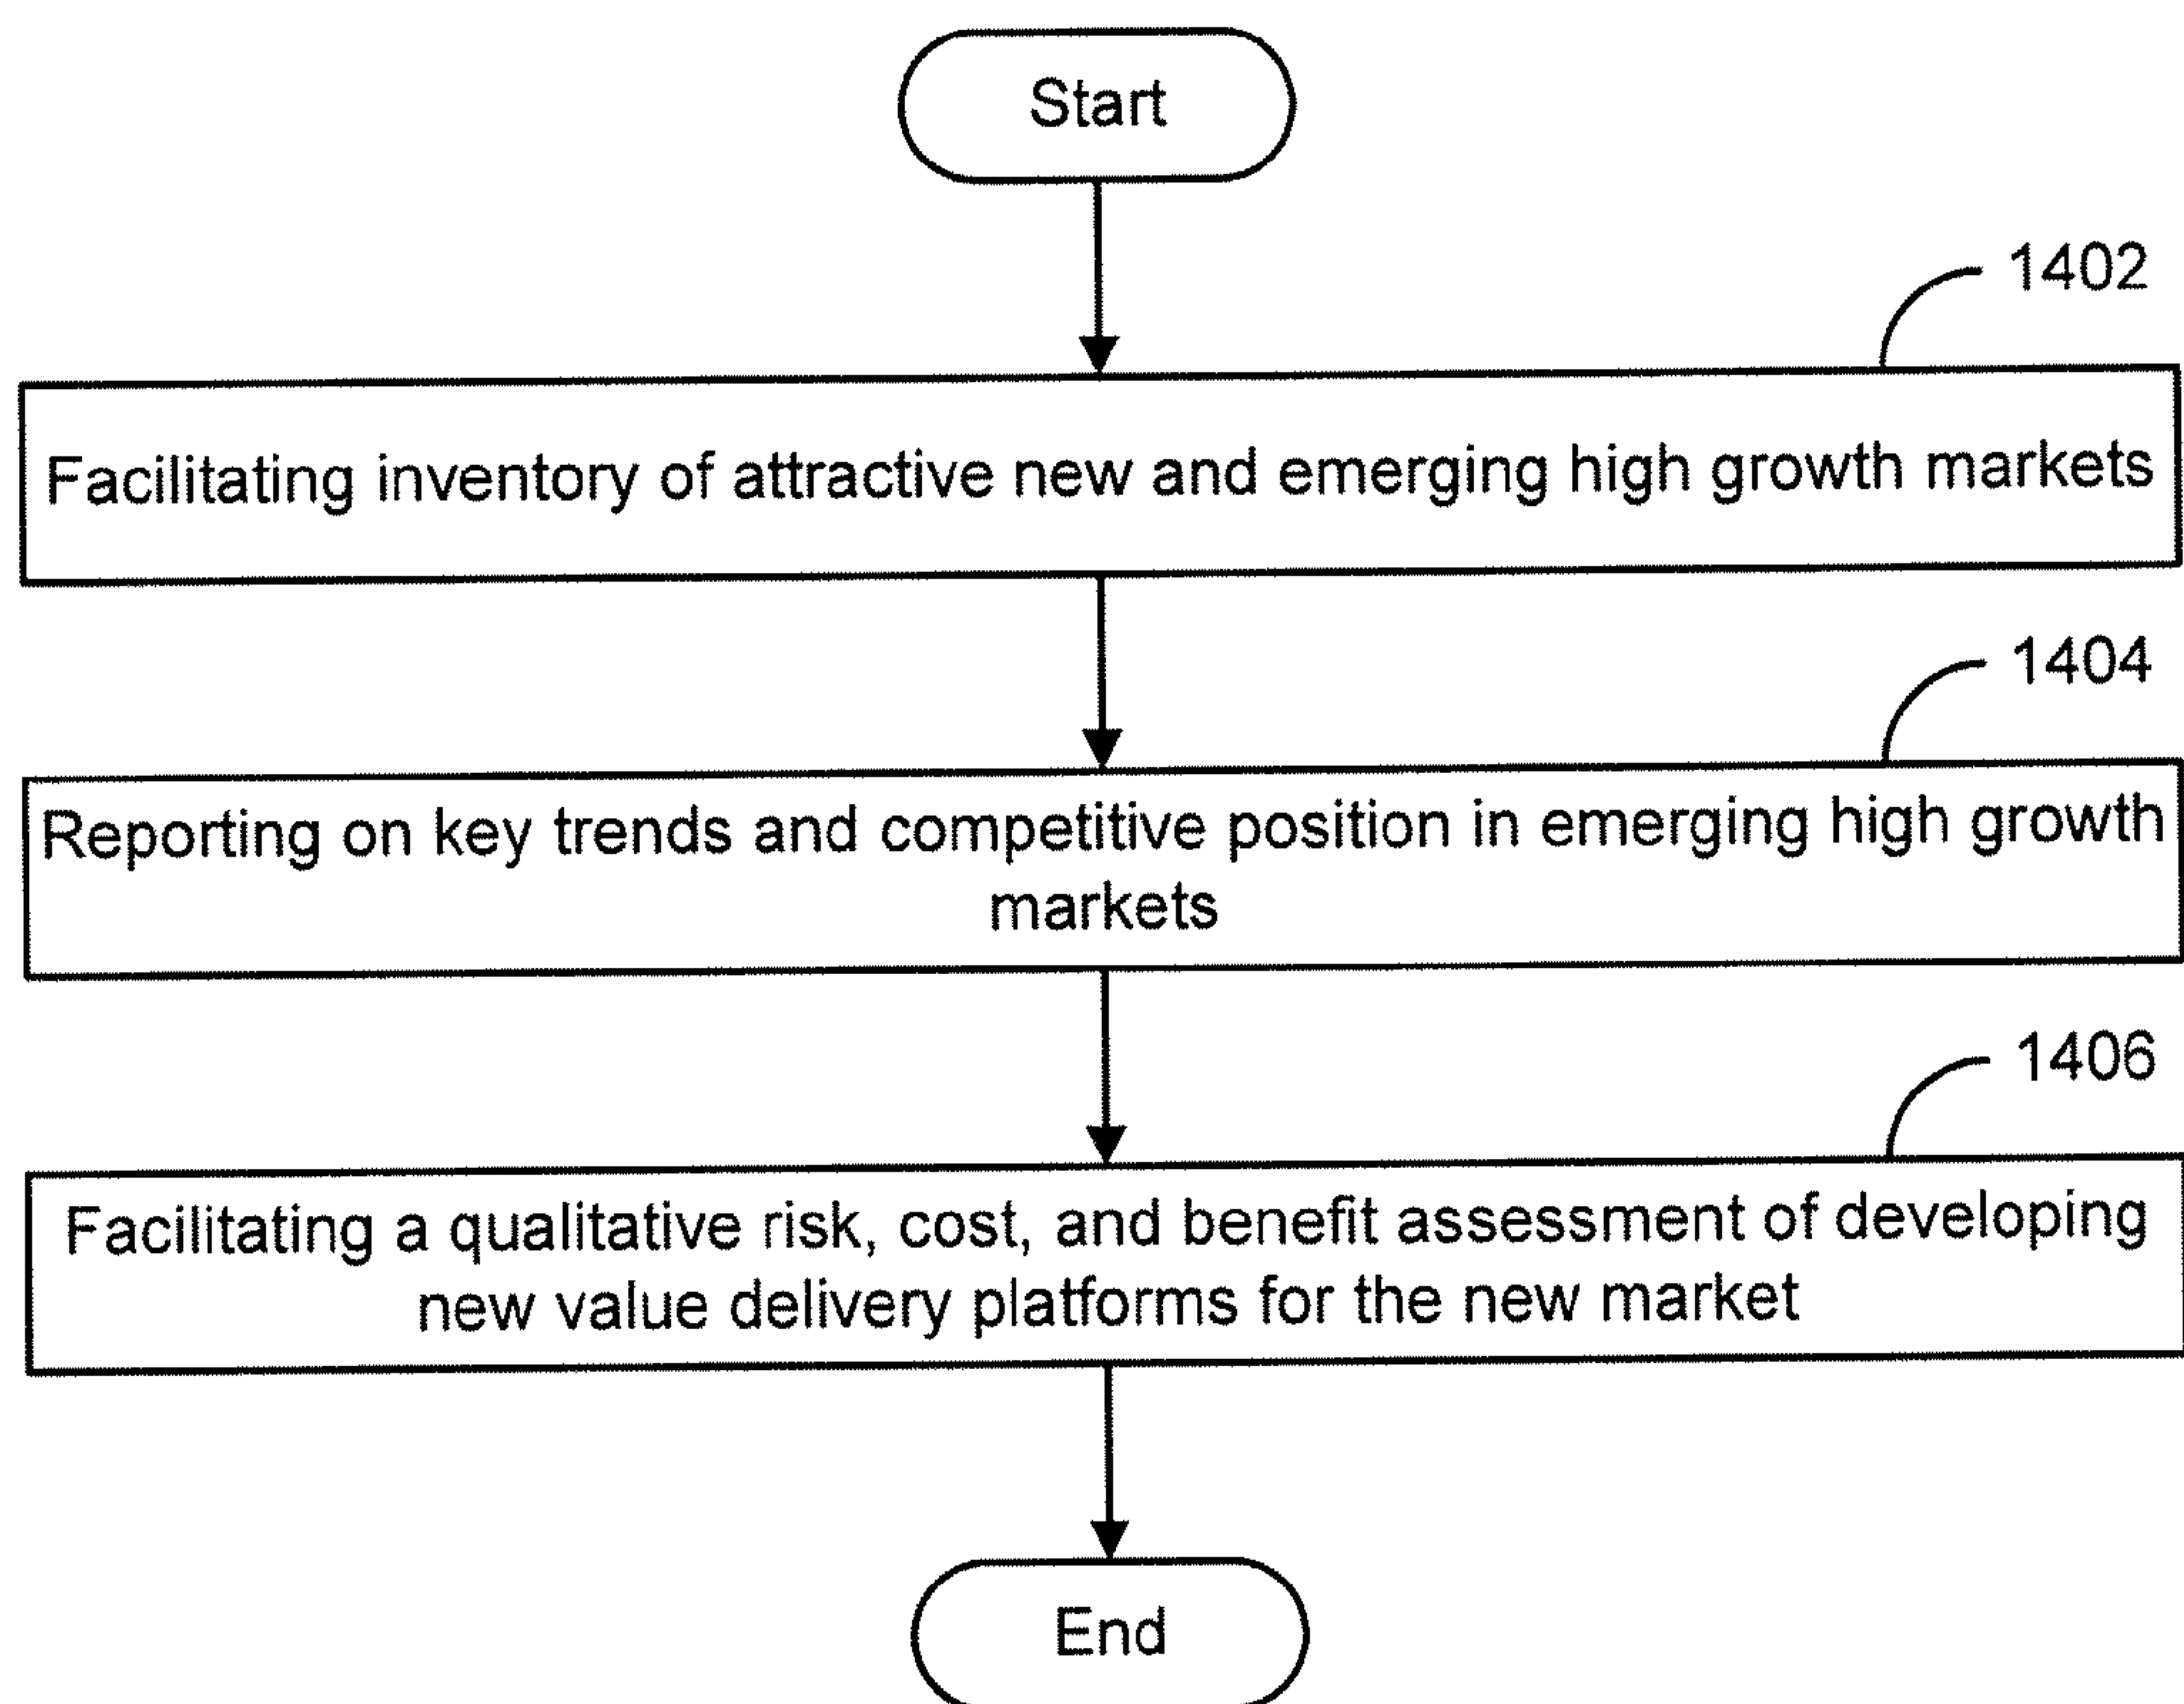 Start
1402
Facilitating inventory of attractive new and emerging high growth markets
1404
Reporting on key trends and competitive position in emerging high growth
markets
1406
Facilitating a qualitative risk, cost, and benefit assessment of developing
new value delivery platforms for the new market
End